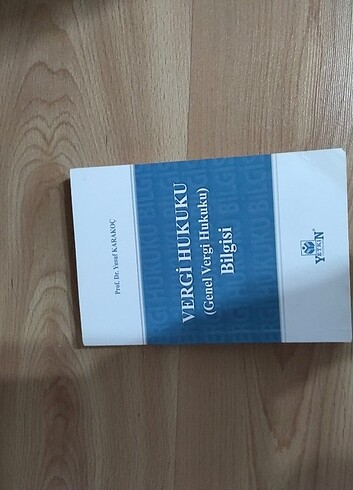 Prof. Dr. Yusuf KARAKOÇ
VERGİ HUKUKU
(Genel Vergi Hukuku)
Bilgisi
YETKİN